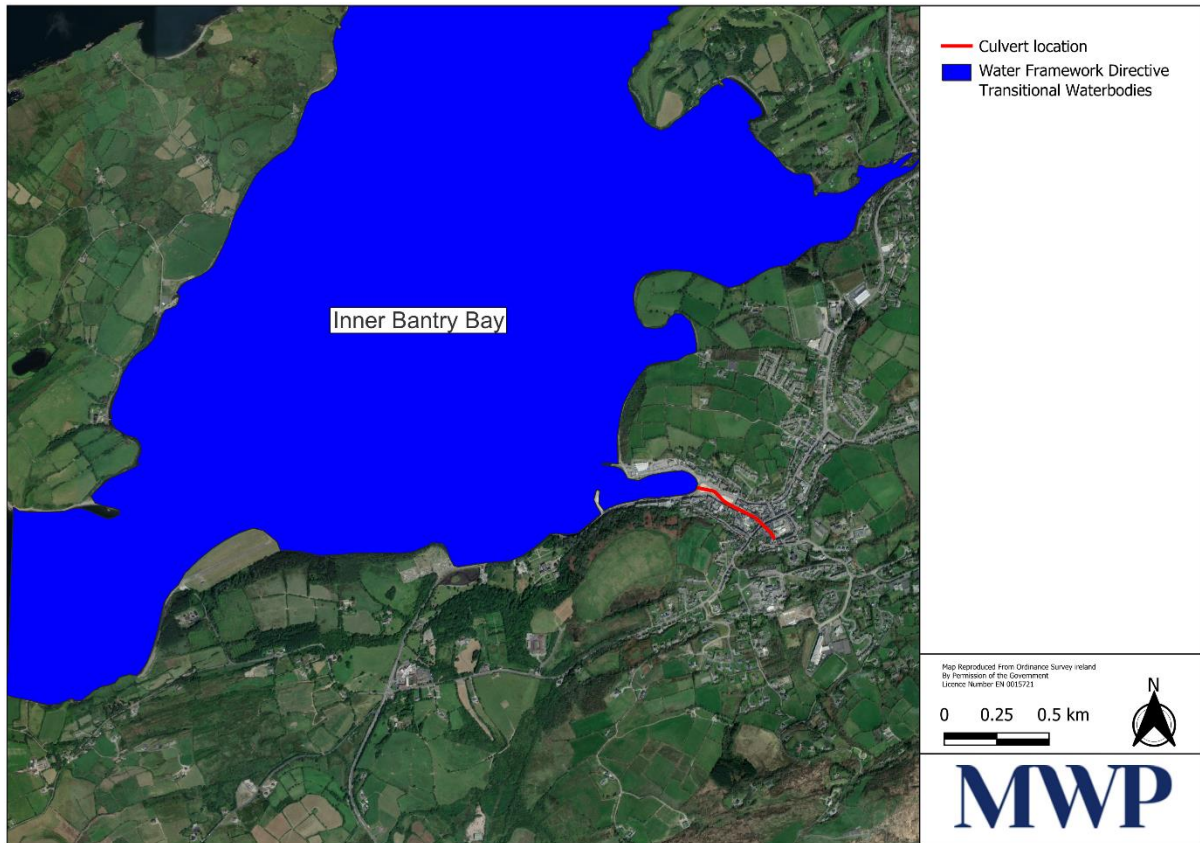 Culvert location
Water Framework Directive
Transitional Waterbodies
Inner Bantry Bay
Map Reproduced From Ordinance Survey Ireland
By Permission of the Government
Licence Number EN 0015721
N
0 0.25 0.5 km
MWP